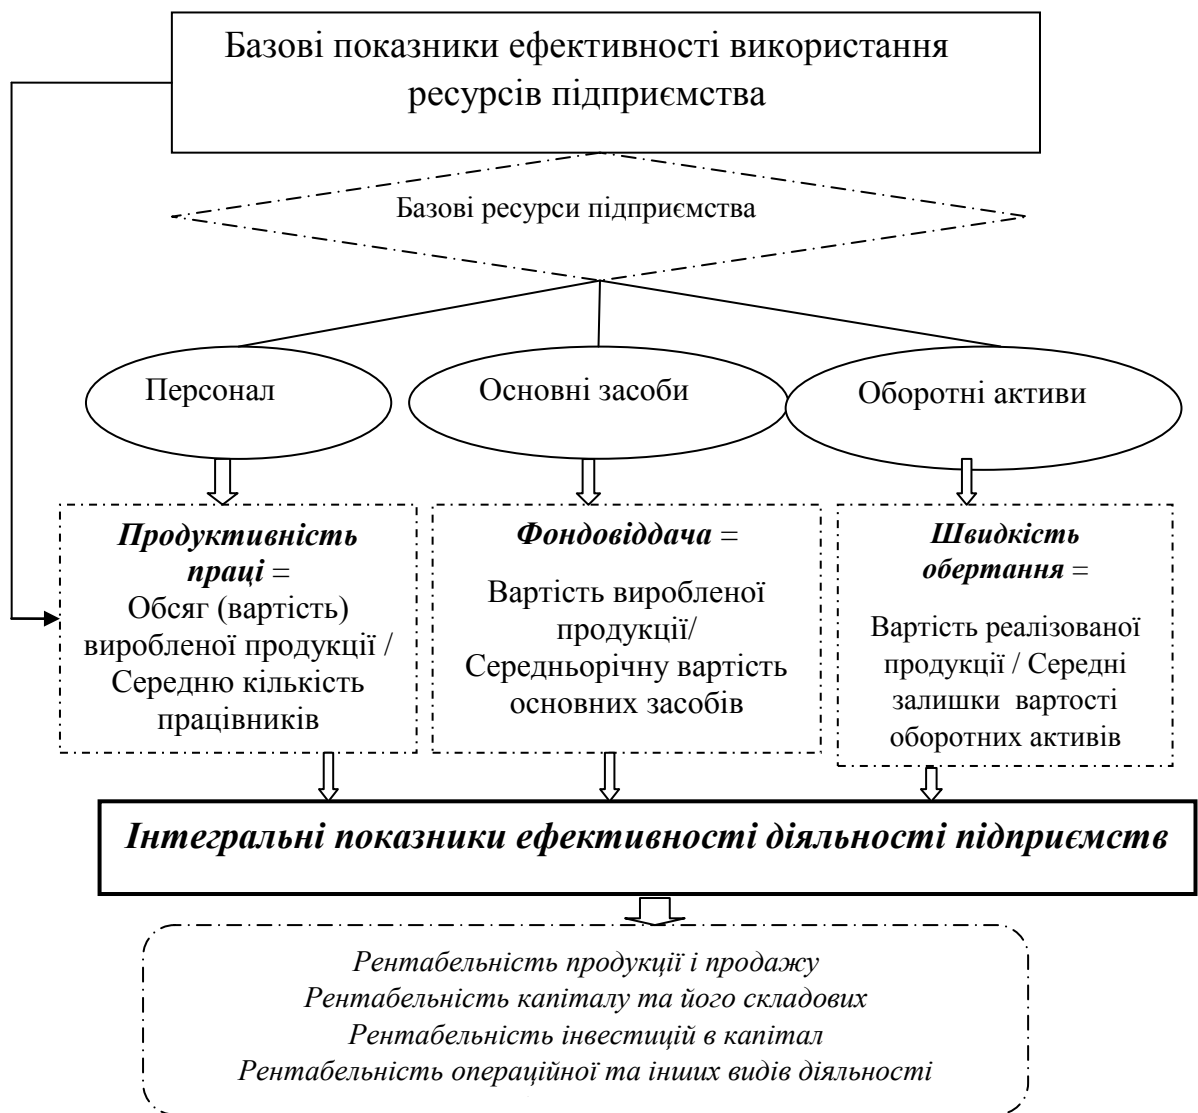 Базові показники ефективності використання
ресурсів підприємства
Базові ресурси підприємства
Персонал
Основні засоби
Оборотні активи
Продуктивність
праці =
Обсяг (вартість)
виробленої продукції /
Середню кількість
працівників
Фондовіддача =
Вартість виробленої
продукції/
Середньорічну вартість
основних засобів
Швидкість
обертання =
Вартість реалізованої
продукції / Середні
залишки вартості
оборотних активів
Інтегральні показники ефективності діяльності підприємств
Рентабельність продукції і продажу
Рентабельність капіталу та його складових
Рентабельність інвестицій в капітал
Рентабельність операційної та інших видів діяльності